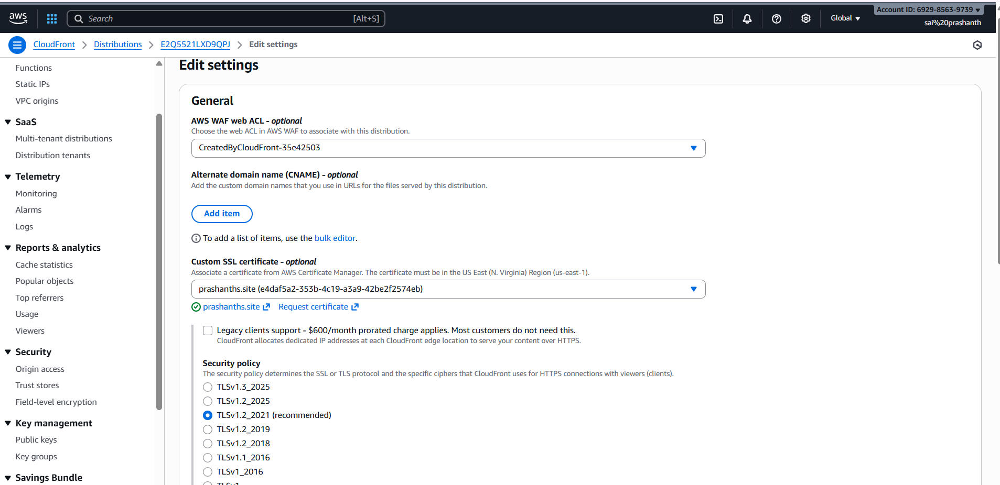 aws
Search
[Alt+S]
Global
Account ID: 6929-8563-9739
sai%20prashanth
CloudFront
Distributions
E2Q5521LXD9QPJ
Edit settings
Functions
Static IPs
VPC origins
SaaS
Multi-tenant distributions
Distribution tenants
Telemetry
Monitoring
Alarms
Logs
Reports & analytics
Cache statistics
Popular objects
Top referrers
Usage
Viewers
Security
Origin access
Trust stores
Field-level encryption
Key management
Public keys
Key groups
Savings Bundle
Edit settings
General
AWS WAF web ACL - optional
Choose the web ACL in AWS WAF to associate with this distribution.
CreatedByCloudFront-35e42503
Alternate domain name (CNAME) - optional
Add the custom domain names that you use in URLs for the files served by this distribution.
Add item
To add a list of items, use the bulk editor.
Custom SSL certificate - optional
Associate a certificate from AWS Certificate Manager. The certificate must be in the US East (N. Virginia) Region (us-east-1).
prashanths.site (e4daf5a2-353b-4c19-a3a9-42be2f2574eb)
prashanths.site Request certificate
Legacy clients support - $600/month prorated charge applies. Most customers do not need this.
CloudFront allocates dedicated IP addresses at each CloudFront edge location to serve your content over HTTPS.
Security policy
The security policy determines the SSL or TLS protocol and the specific ciphers that CloudFront uses for HTTPS connections with viewers (clients).
TLSv1.3_2025
TLSv1.2_2025
TLSv1.2_2021 (recommended)
TLSv1.2_2019
TLSv1.2_2018
TLSv1.1_2016
TLSv1_2016
TLSv1